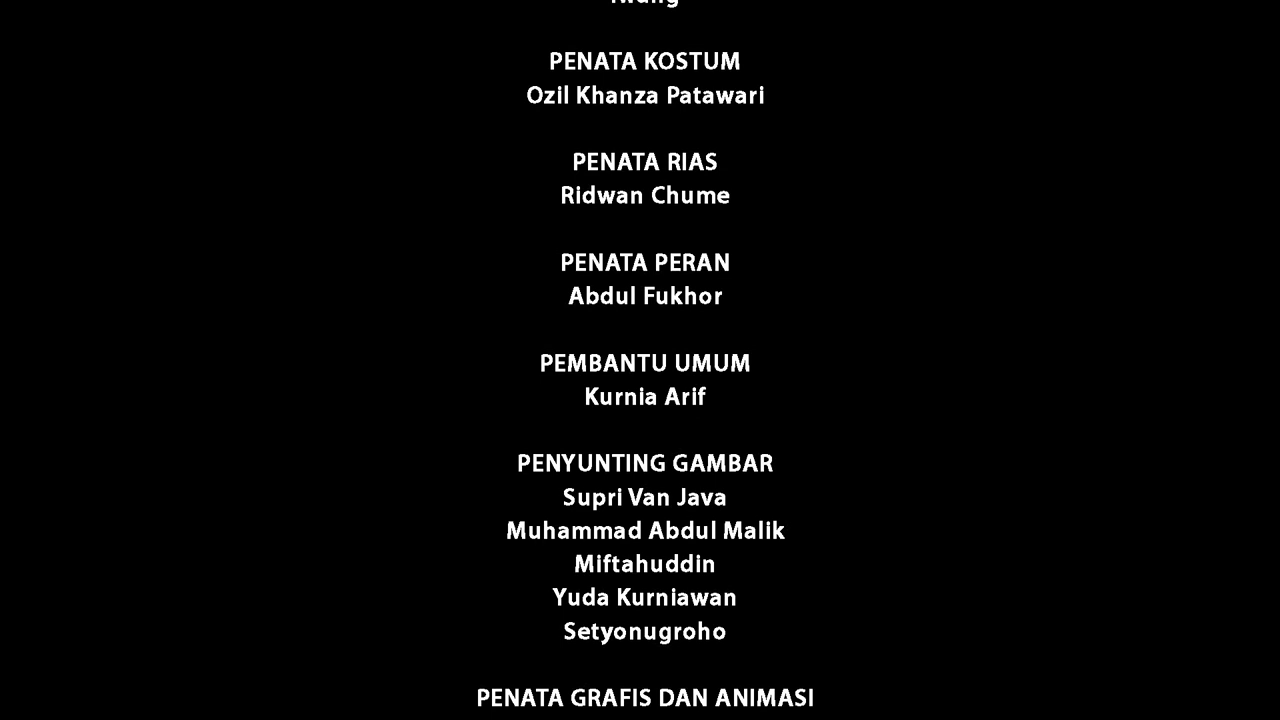 PENATA KOSTUM
Ozil Khanza Patawari
PENATA RIAS
Ridwan Chume
PENATA PERAN
Abdul Fukhor
PEMBANTU UMUM
Kurnia Arif
PENYUNTING GAMBAR
Supri Van Java
Muhammad Abdul Malik
Miftahuddin
Yuda Kurniawan
Setyonugroho
PENATA GRAFIS DAN ANIMASI